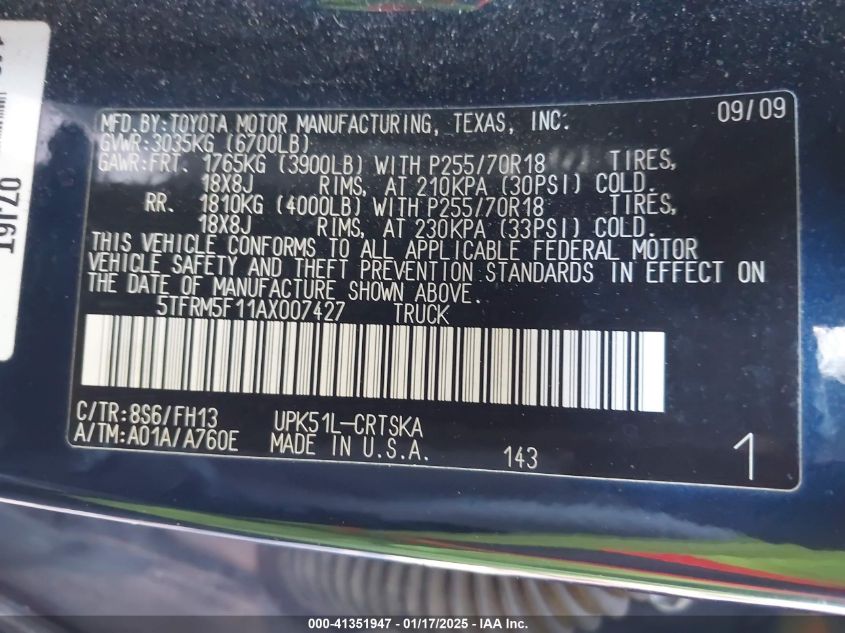 MFD.BY:TOYOTA MOTOR MANUFACTURING, TEXAS, INC. 09/09
GVWR:3035KG (6700LB)
GAWR:FRT. 1765KG (3900LB) WITH P255/70R18 TIRES,
18X8J RIMS, AT 210KPA (30PSI) COLD.
RR. 1810KG (4000LB) WITH P255/70R18 TIRES,
18X8J RIMS, AT 230KPA (33PSI) COLD.
THIS VEHICLE CONFORMS TO ALL APPLICABLE FEDERAL MOTOR
VEHICLE SAFETY AND THEFT PREVENTION STANDARDS IN EFFECT ON
THE DATE OF MANUFACTURE SHOWN ABOVE.
5TFRM5F11AX007427 TRUCK
C/TR:8S6/FH13 UPK51L-CRTSKA
A/TM:A01A/A760E MADE IN U.S.A. 143 1
000-41351947 - 01/17/2025 - IAA Inc.